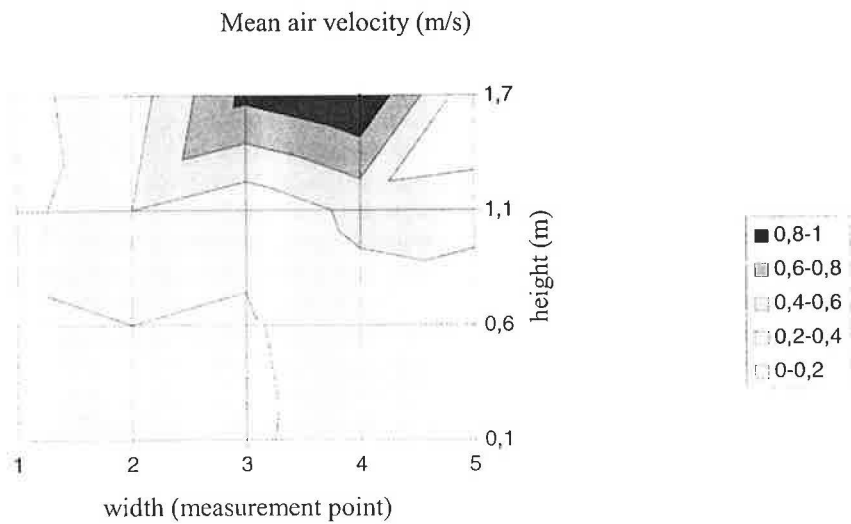 Mean air velocity (m/s)
1,7
1,1
0,6
0,1
height (m)
1 2 3 4 5
width (measurement point)
0,8-1
0,6-0,8
0,4-0,6
0,2-0,4
0-0,2